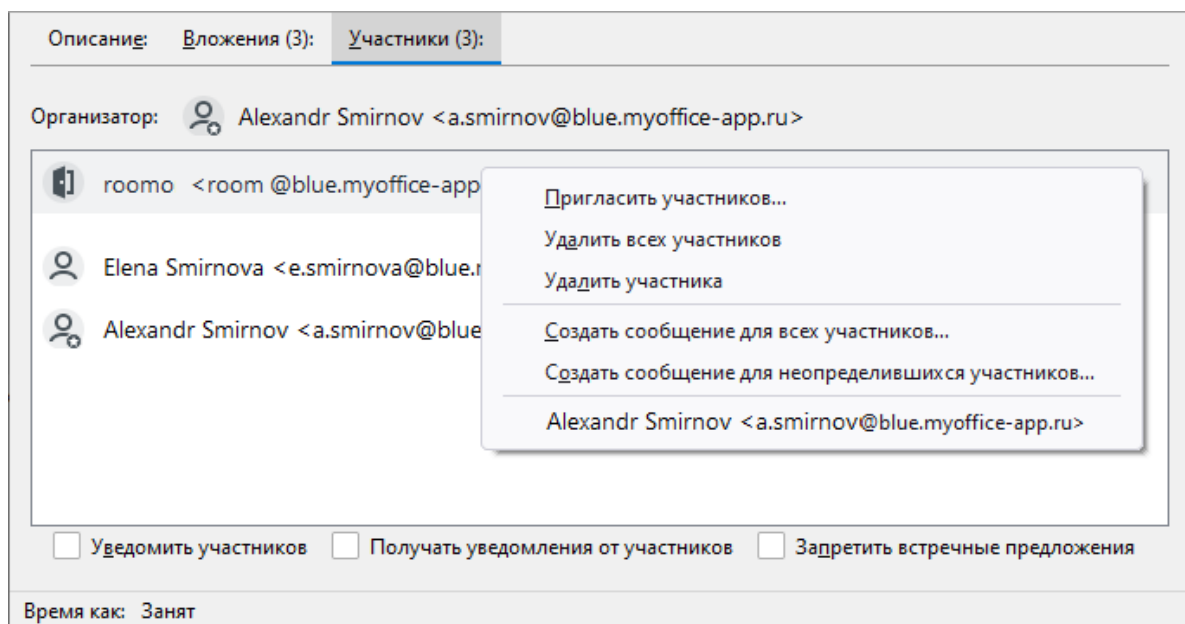 Описание: Вложения (3): Участники (3):
Организатор: Alexandr Smirnov <a.smirnov@blue.myoffice-app.ru>
roomo <room @blue.myoffice-app
Пригласить участников...
Удалить всех участников
Elena Smirnova <e.smirnova@blue.
Удалить участника
Alexandr Smirnov <a.smirnov@blue
Создать сообщение для всех участников...
Создать сообщение для неопределившихся участников...
Alexandr Smirnov <a.smirnov@blue.myoffice-app.ru>
Уведомить участников Получать уведомления от участников Запретить встречные предложения
Время как: Занят